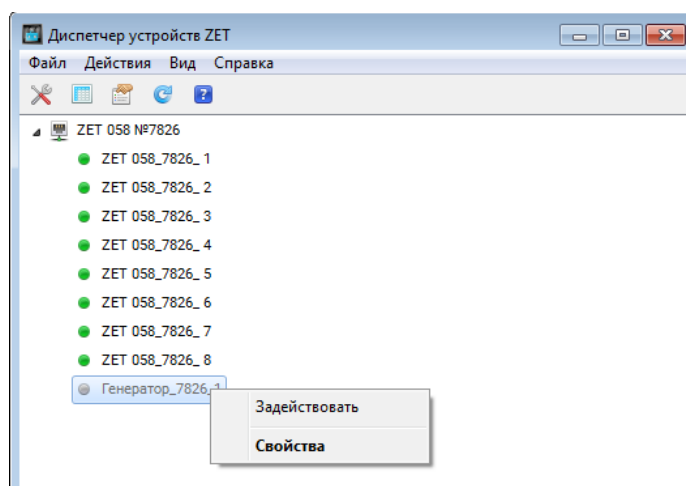 Диспетчер устройств ZET
Файл Действия Вид Справка
ZET 058 №7826
ZET 058_7826_ 1
ZET 058_7826_ 2
ZET 058_7826_ 3
ZET 058_7826_ 4
ZET 058_7826_ 5
ZET 058_7826_ 6
ZET 058_7826_ 7
ZET 058_7826_ 8
Генератор_7826_1
Задействовать
Свойства